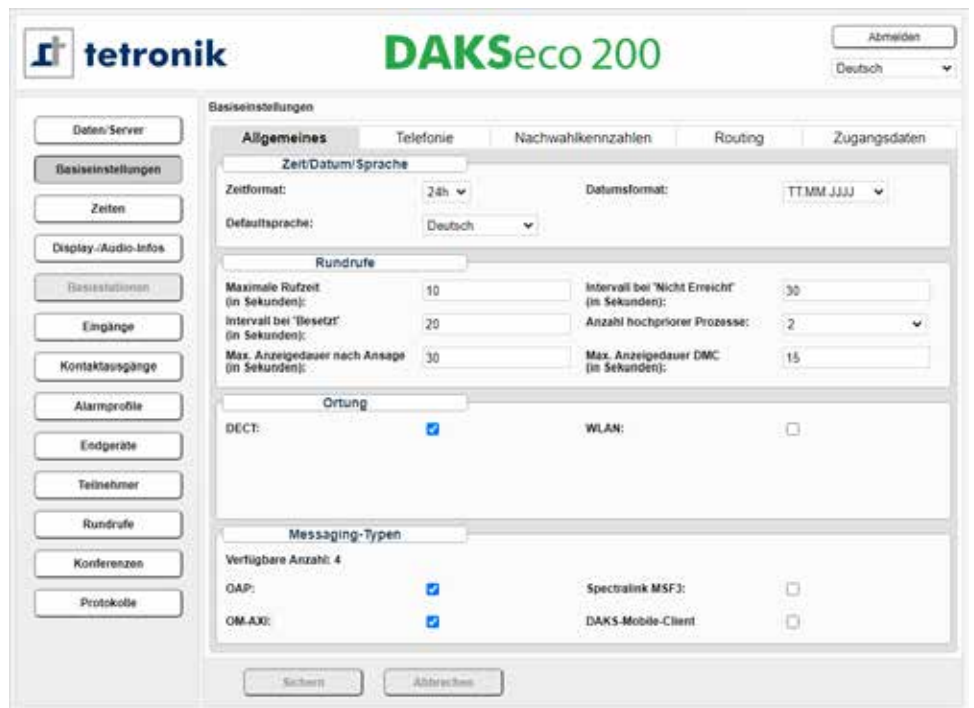 tetronik
DAKSeco 200
Abmelden
Deutsch
Daten/Server
Basiseinstellungen
Zeiten
Display-/Audio-Infos
Basisstationen
Eingänge
Kontaktausgänge
Alarmprofile
Endgeräte
Teilnehmer
Rundrufe
Konferenzen
Protokolle
Basiseinstellungen
Allgemeines Telefonie Nachwahlkennzahlen Routing Zugangsdaten
Zeit/Datum/Sprache
Zeitformat: 24h Datumsformat: TT.MM.JJJJ
Defaultsprache: Deutsch
Rundrufe
Maximale Rufzeit
(in Sekunden): 10
Intervall bei 'Nicht Erreicht'
(in Sekunden): 30
Intervall bei 'Besetzt'
(in Sekunden): 20
Anzahl hochpriorer Prozesse: 2
Max. Anzeigedauer nach Ansage
(in Sekunden): 30
Max. Anzeigedauer DMC
(in Sekunden): 15
Ortung
DECT: WLAN:
Messaging-Typen
Verfügbare Anzahl: 4
OAP: Spectralink MSF3:
OM-AXI: DAKS-Mobile-Client
Sichern Abbrechen